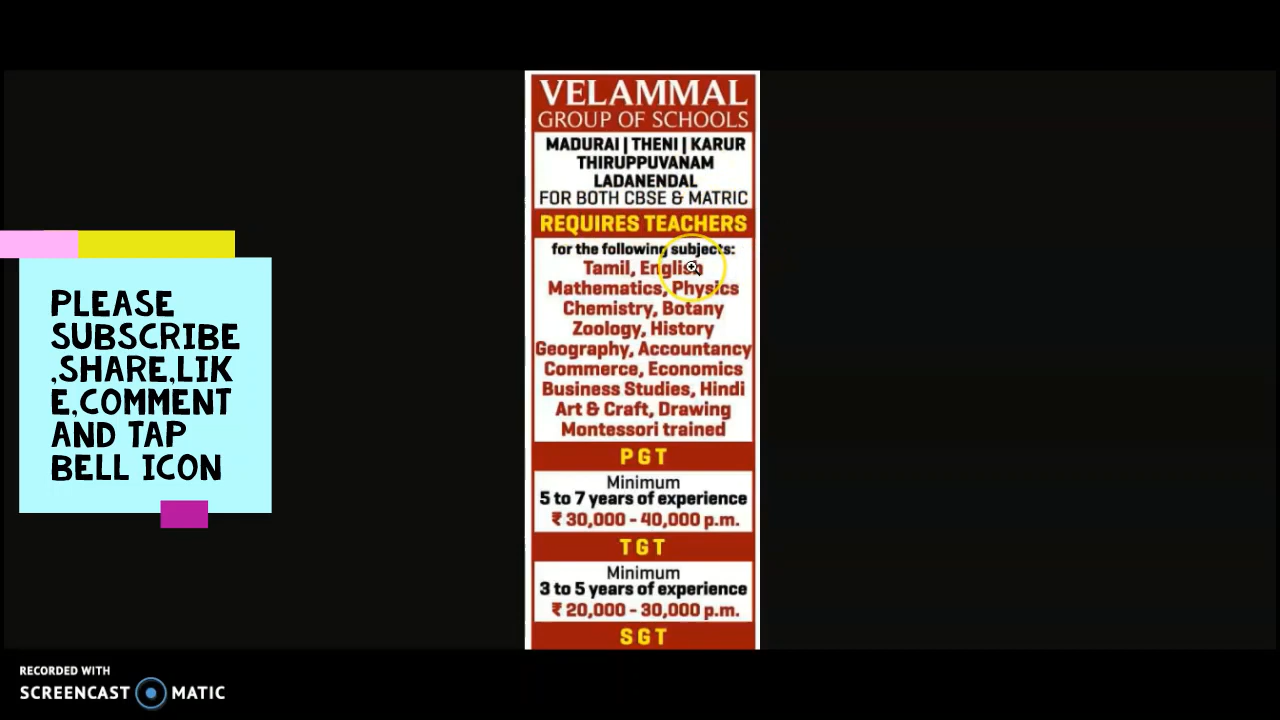 VELAMMAL
GROUP OF SCHOOLS
MADURAI | THENI | KARUR
THIRUPPUVANAM
LADANENDAL
FOR BOTH CBSE & MATRIC
REQUIRES TEACHERS
for the following subjects:
Tamil, English
Mathematics, Physics
Chemistry, Botany
Zoology, History
Geography, Accountancy
Commerce, Economics
Business Studies, Hindi
Art & Craft, Drawing
Montessori trained
PGT
Minimum
5 to 7 years of experience
₹ 30,000 - 40,000 p.m.
TGT
Minimum
3 to 5 years of experience
₹ 20,000 - 30,000 p.m.
SGT
PLEASE
SUBSCRIBE
,SHARE,LIK
E,COMMENT
AND TAP
BELL ICON
RECORDED WITH
SCREENCAST MATIC